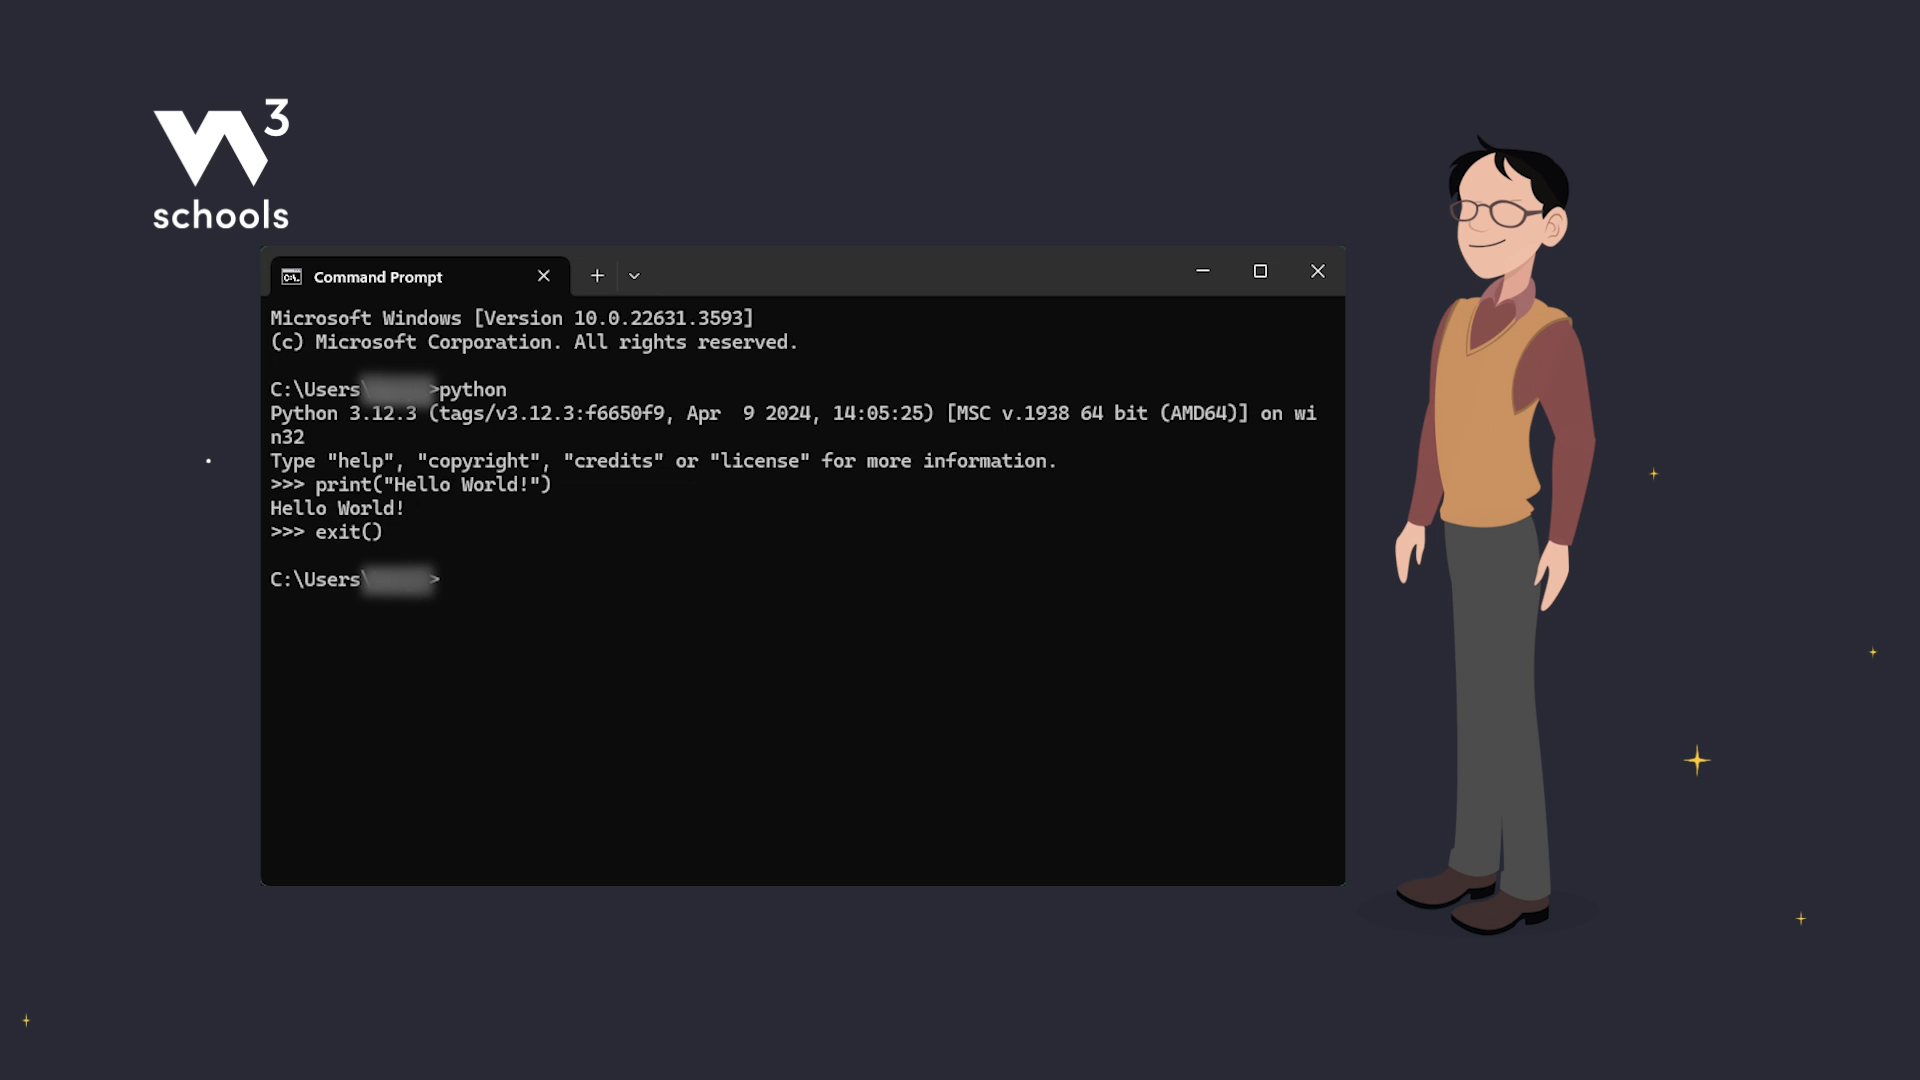 W3
schools
Command Prompt
Microsoft Windows [Version 10.0.22631.3593]
(c) Microsoft Corporation. All rights reserved.
C:\Users\ >python
Python 3.12.3 (tags/v3.12.3:f6650f9, Apr  9 2024, 14:05:25) [MSC v.1938 64 bit (AMD64)] on wi
n32
Type "help", "copyright", "credits" or "license" for more information.
>>> print("Hello World!")
Hello World!
>>> exit()
C:\Users\ >